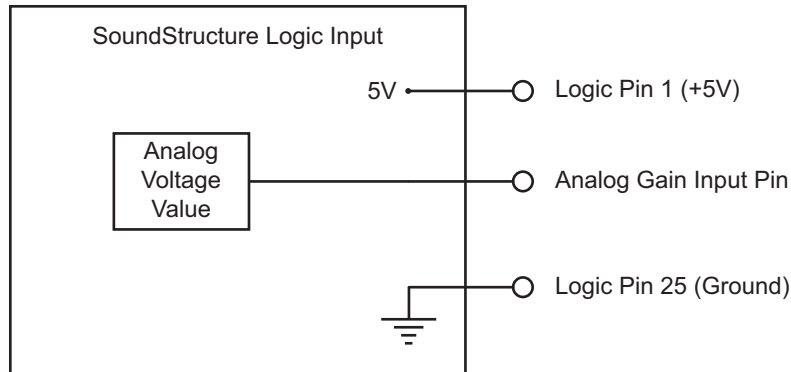 SoundStructure Logic Input
5V
Logic Pin 1 (+5V)
Analog
Voltage
Value
Analog Gain Input Pin
Logic Pin 25 (Ground)